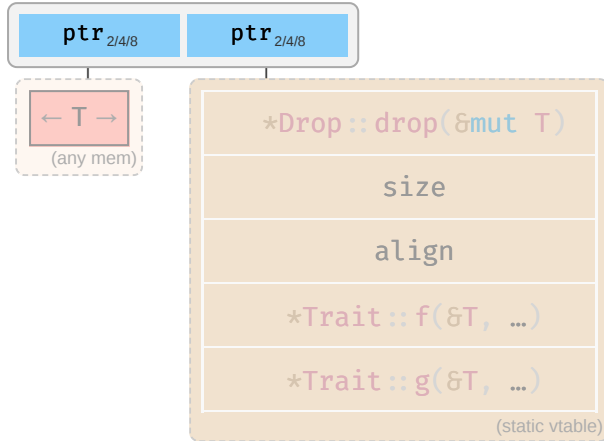 ptr2/4/8 ptr2/4/8
← T →
(any mem)
*Drop::drop(&mut T)
size
align
*Trait::f(&T, …)
*Trait::g(&T, …)
(static vtable)